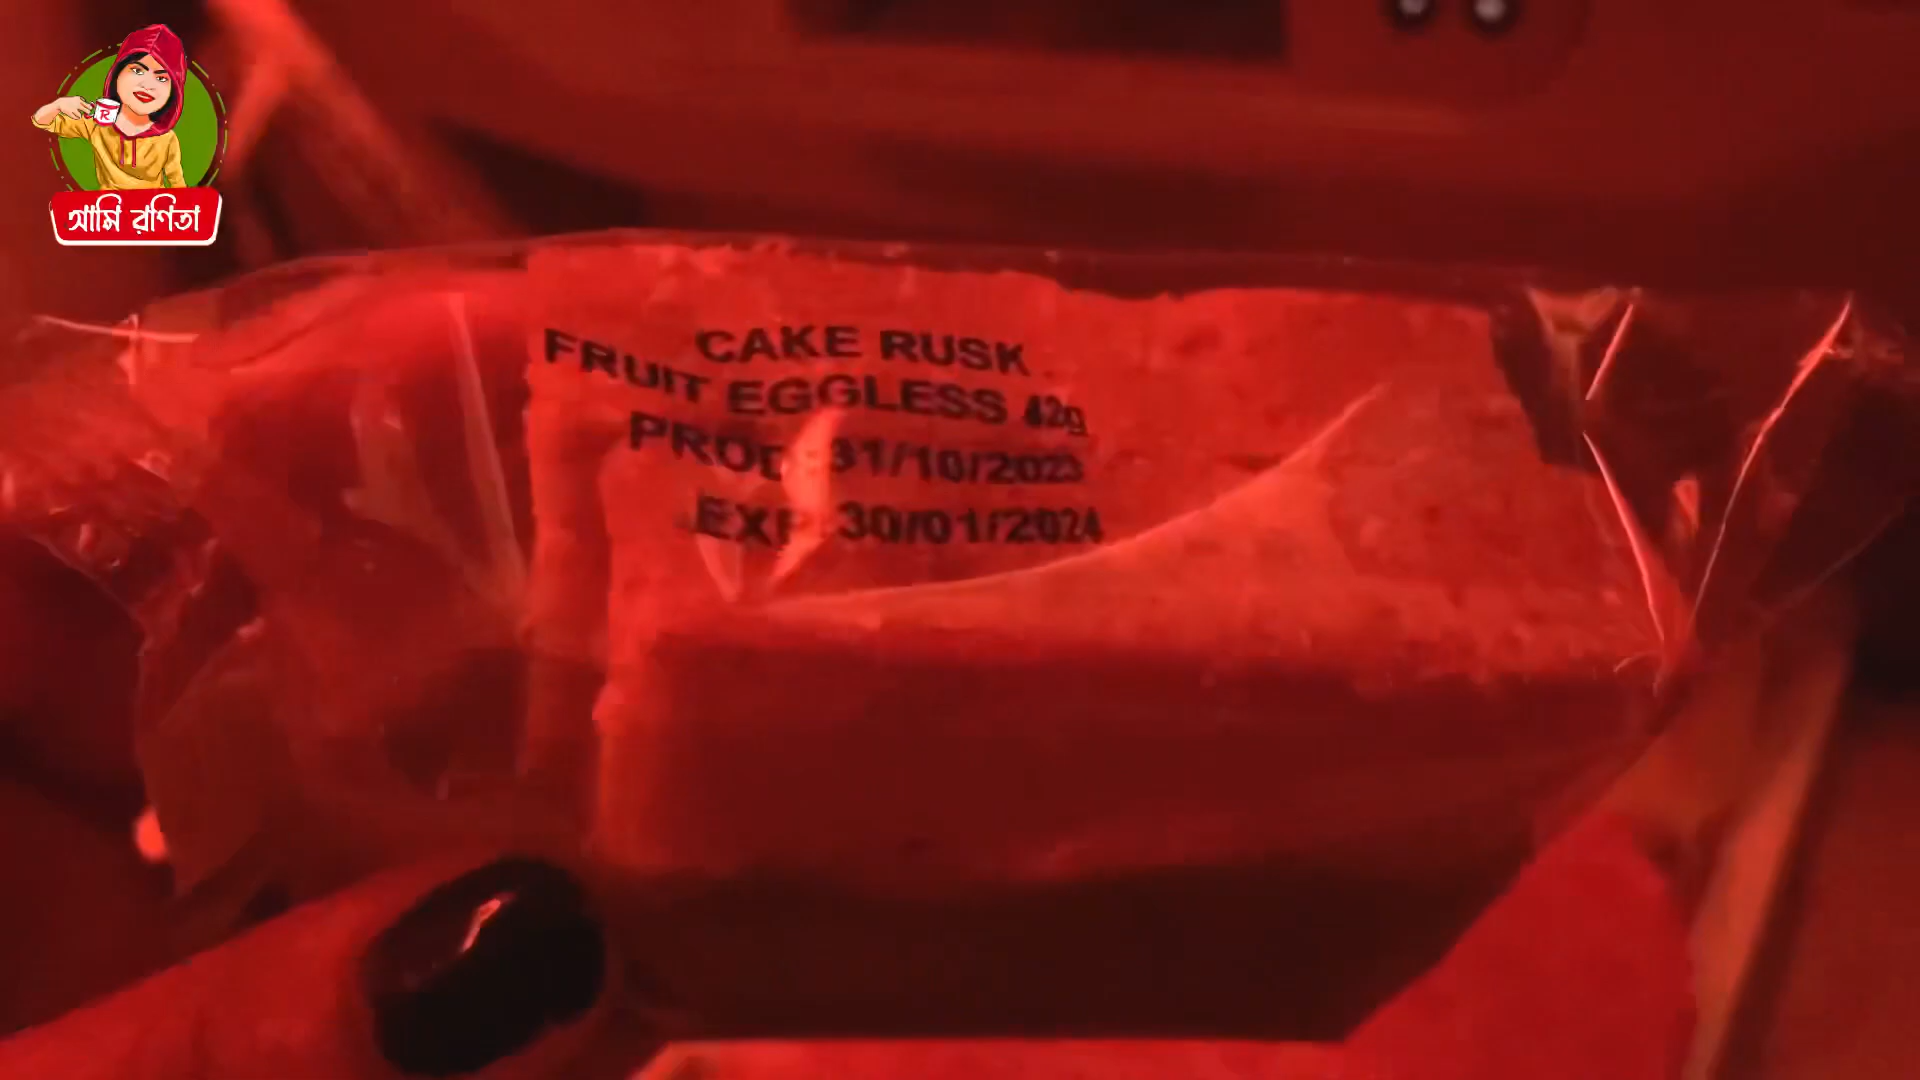 R
আমি রণিতা
CAKE RUSK
FRUIT EGGLESS 42g
PROD 31/10/2023
EXP 30/01/2024